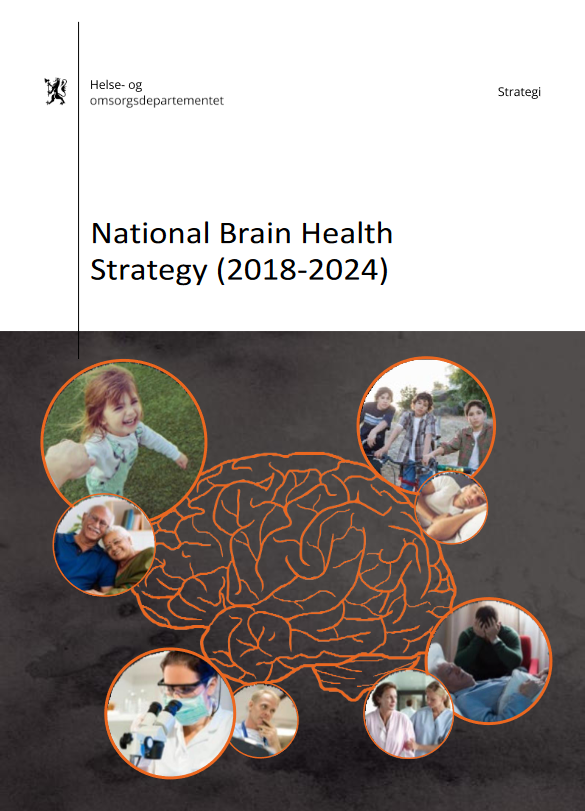 Helse- og
omsorgsdepartementet
Strategi
National Brain Health
Strategy (2018-2024)